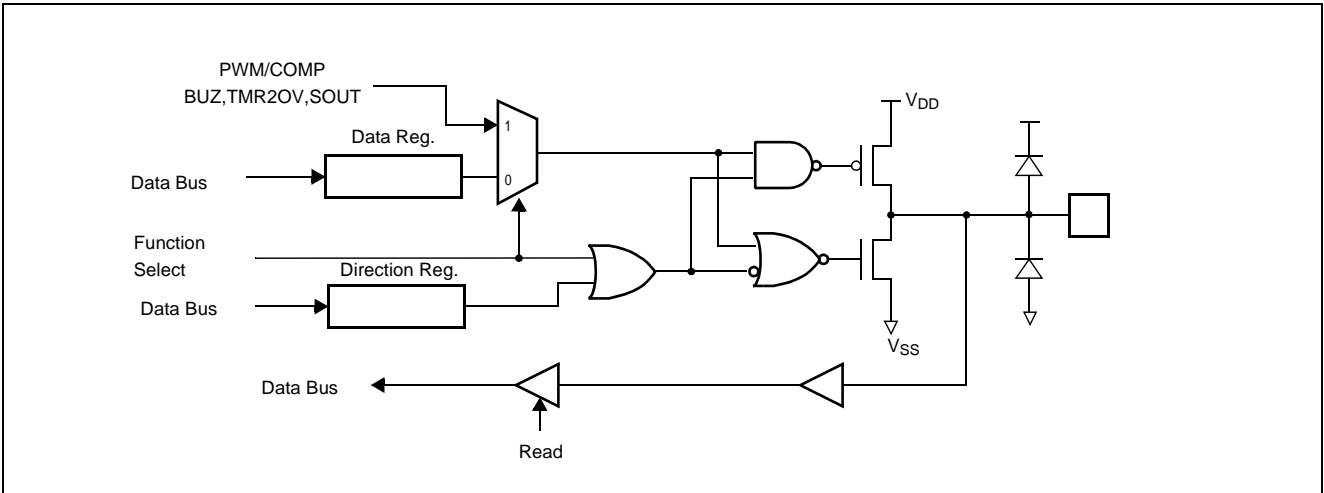 PWM/COMP
BUZ,TMR2OV,SOUT
Data Reg.
1
0
Data Bus
Function
Select
Direction Reg.
Data Bus
VDD
VSS
Data Bus
Read